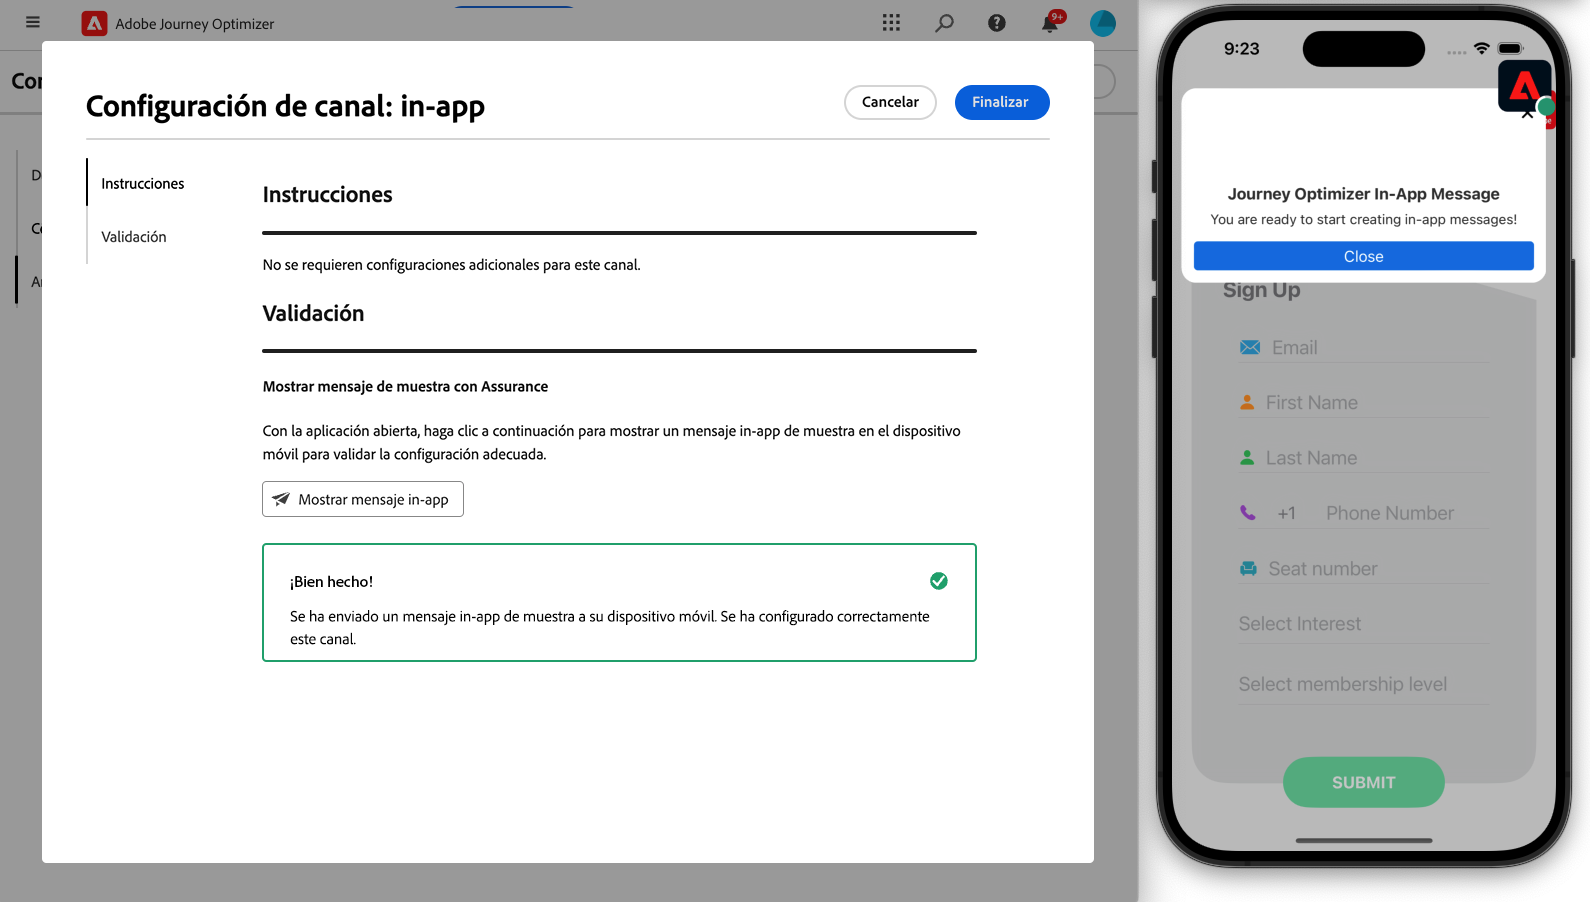 Adobe Journey Optimizer
9+
Configuración de canal: in-app
Cancelar
Finalizar
Instrucciones
Validación
Instrucciones
No se requieren configuraciones adicionales para este canal.
Validación
Mostrar mensaje de muestra con Assurance
Con la aplicación abierta, haga clic a continuación para mostrar un mensaje in-app de muestra en el dispositivo
móvil para validar la configuración adecuada.
Mostrar mensaje in-app
¡Bien hecho!
Se ha enviado un mensaje in-app de muestra a su dispositivo móvil. Se ha configurado correctamente
este canal.
9:23
Journey Optimizer In-App Message
You are ready to start creating in-app messages!
Close
Sign Up
Email
First Name
Last Name
+1 Phone Number
Seat number
Select Interest
Select membership level
SUBMIT